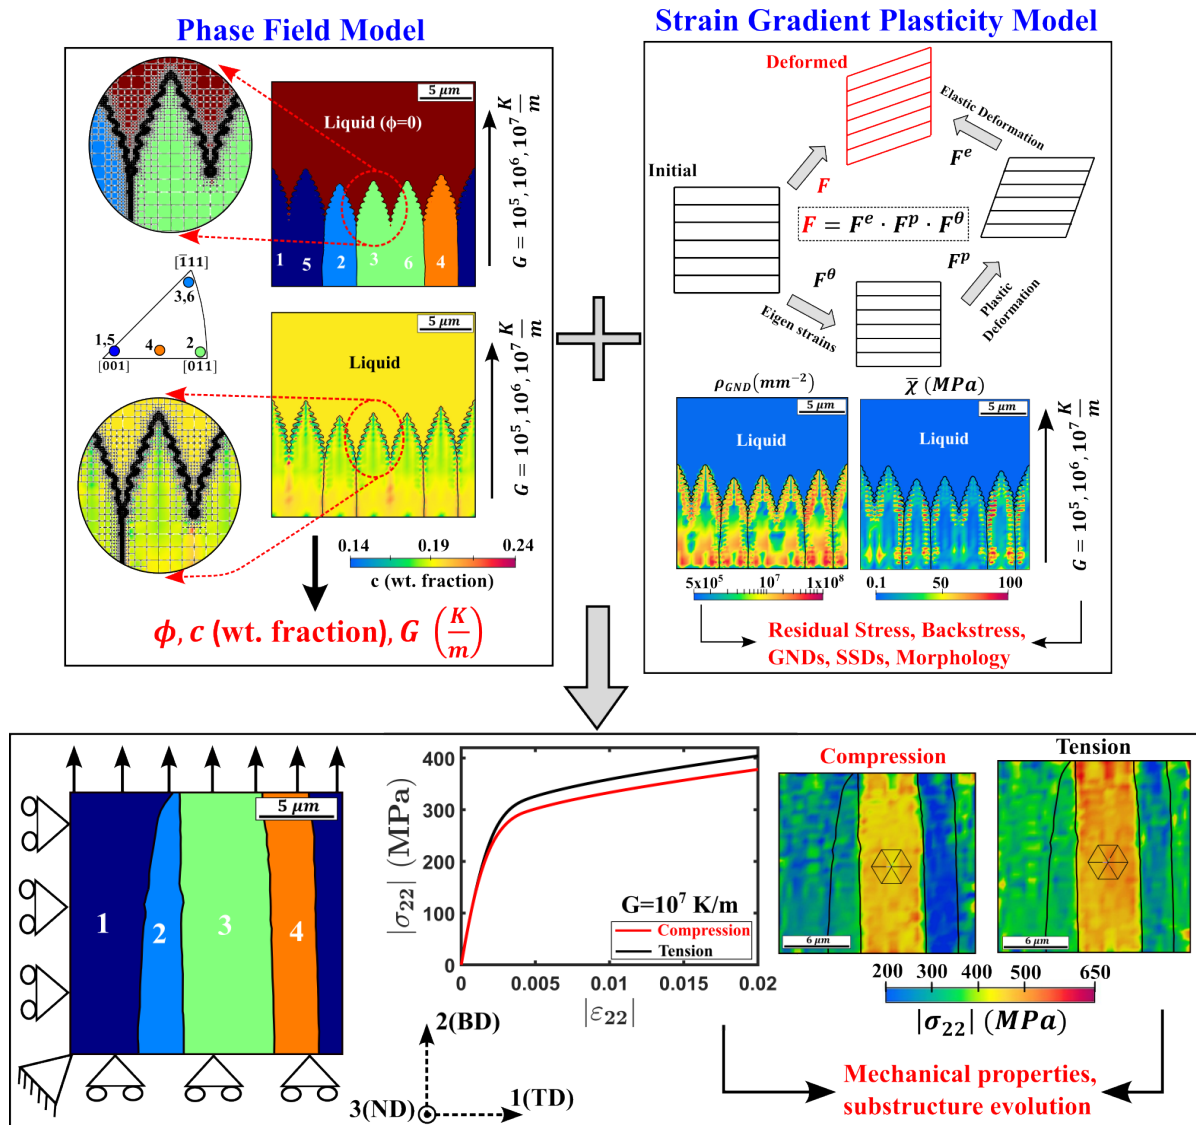 Phase Field Model
5 μm
Liquid (ϕ=0)
1 5 2 3 6 4
G = 10⁵, 10⁶, 10⁷ K/m
[1̅11]
3,6
1,5
4
2
[001]
[011]
5 μm
Liquid
G = 10⁵, 10⁶, 10⁷ K/m
0.14 0.19 0.24
c (wt. fraction)
ϕ, c (wt. fraction), G (K/m)
Strain Gradient Plasticity Model
Deformed
Elastic Deformation
Fᵉ
Initial
F
F = Fᵉ · Fᵖ · F^θ
F^θ
Eigen strains
Fᵖ
Plastic
Deformation
ρ_GND(mm⁻²)
5 μm
Liquid
5x10⁵ 10⁷ 1x10⁸
χ̅ (MPa)
5 μm
Liquid
0.1 50 100
G = 10⁵, 10⁶, 10⁷ K/m
Residual Stress, Backstress,
GNDs, SSDs, Morphology
5 μm
1 2 3 4
|σ₂₂| (MPa)
400
300
200
100
0
0 0.005 0.01 0.015 0.02
|ε₂₂|
G=10⁷ K/m
Compression
Tension
2(BD)
3(ND)
1(TD)
Compression
6 μm
Tension
6 μm
200 300 400 500 650
|σ₂₂| (MPa)
Mechanical properties,
substructure evolution